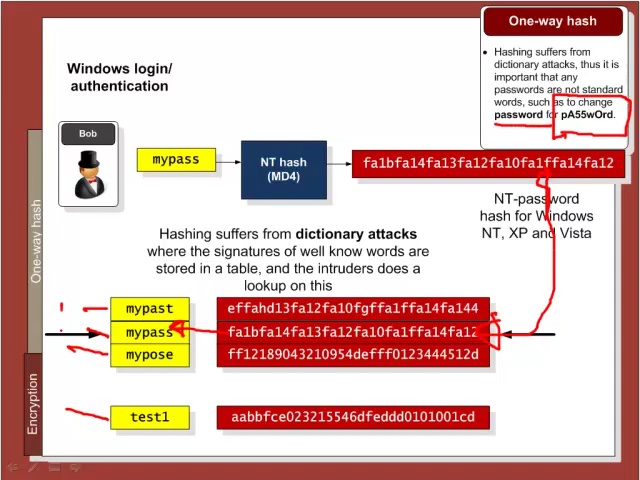 One-way hash
Hashing suffers from
dictionary attacks, thus it is
important that any
passwords are not standard
words, such as to change
password for pA55wOrd.
Windows login/
authentication
Bob
mypass
NT hash
(MD4)
fa1bfa14fa13fa12fa10fa1ffa14fa12
NT-password
hash for Windows
NT, XP and Vista
One-way hash
Hashing suffers from dictionary attacks
where the signatures of well know words are
stored in a table, and the intruders does a
lookup on this
mypast effahd13fa12fa10fgffa1ffa14fa144
mypass fa1bfa14fa13fa12fa10fa1ffa14fa12
mypose ff12189043210954defff0123444512d
test1 aabbfce023215546dfeddd0101001cd
Encryption